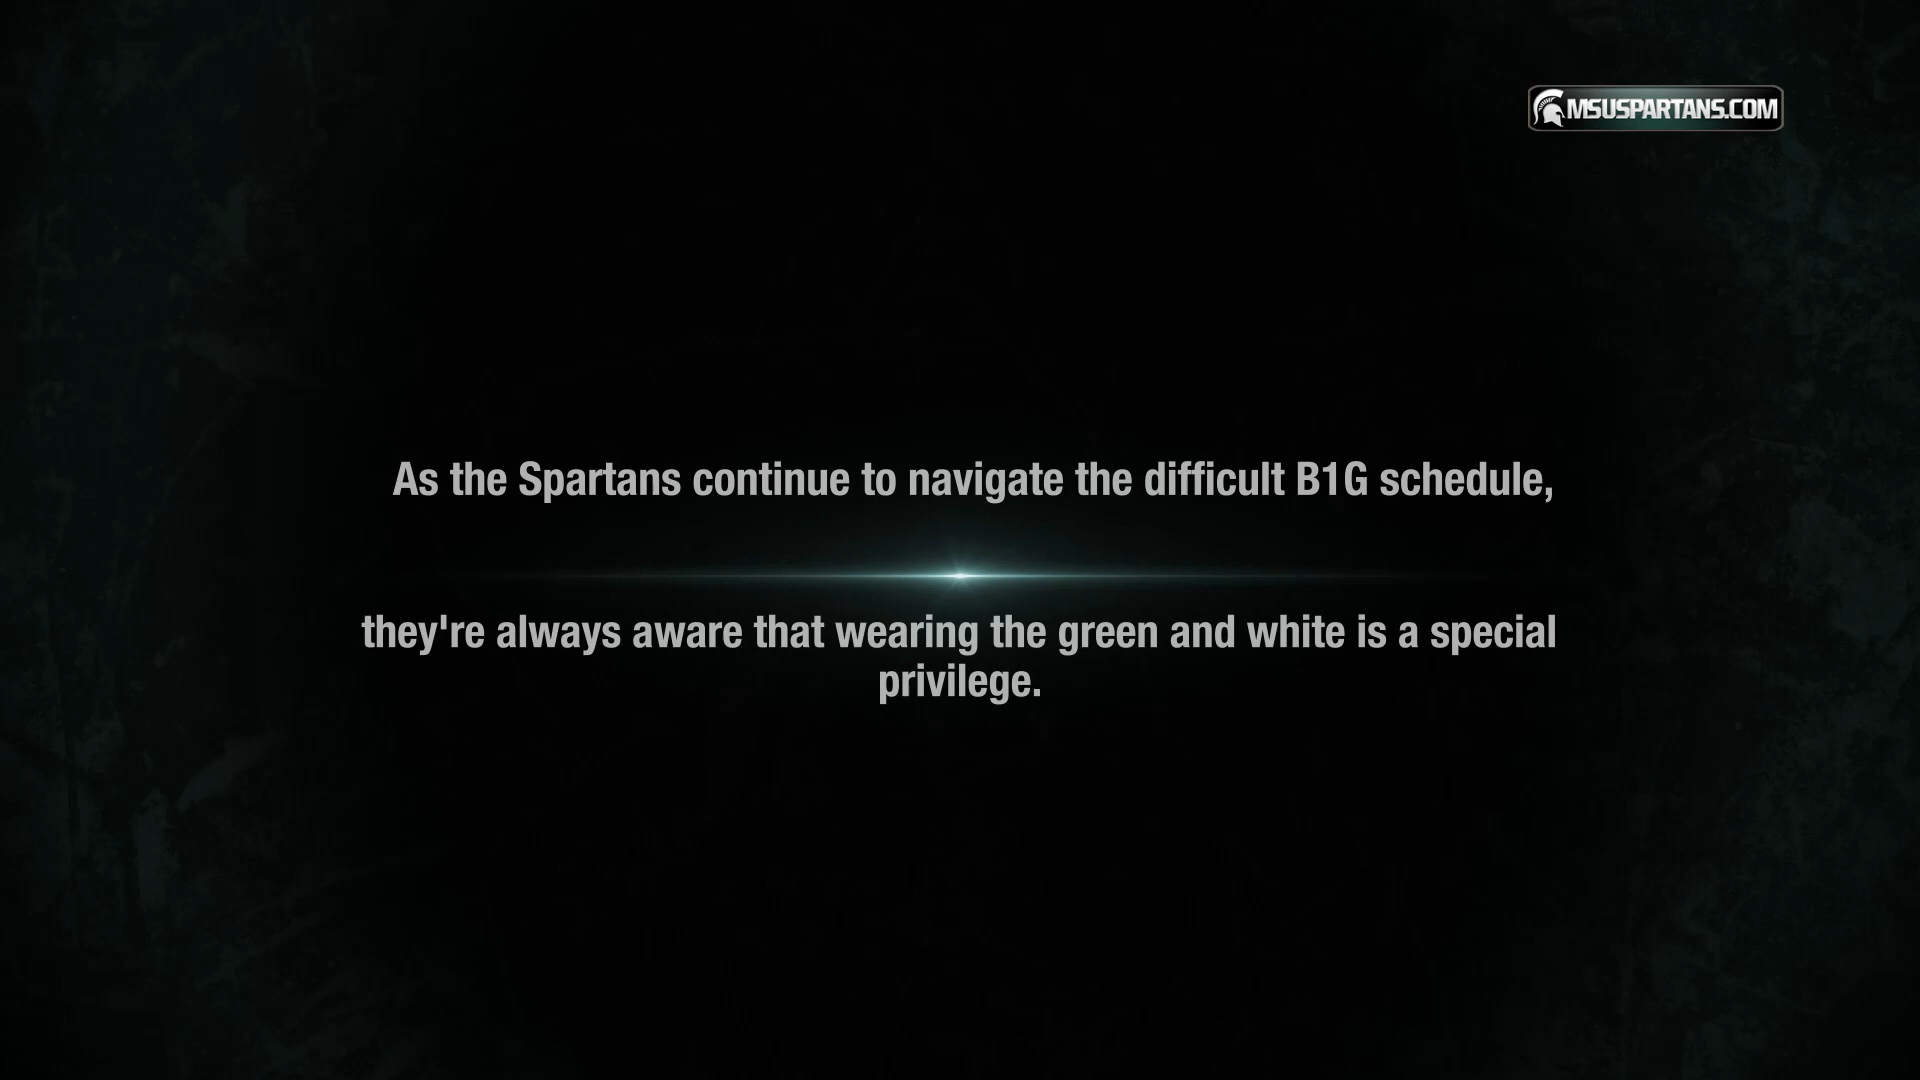 MSUSPARTANS.COM
As the Spartans continue to navigate the difficult B1G schedule,
they're always aware that wearing the green and white is a special
privilege.